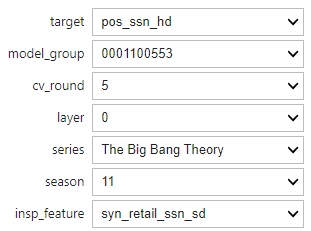 target pos_ssn_hd
model_group 0001100553
cv_round 5
layer 0
series The Big Bang Theory
season 11
insp_feature syn_retail_ssn_sd